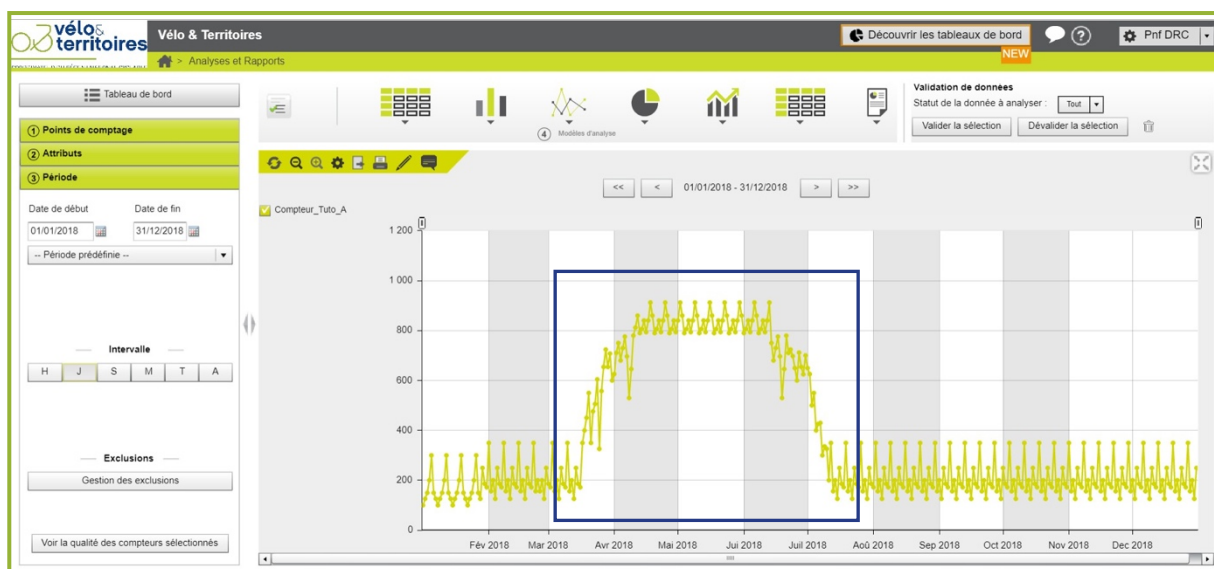 vélo&
territoires
Vélo & Territoires
Découvrir les tableaux de bord
NEW
?
Pnf DRC
> Analyses et Rapports
Tableau de bord
1 Points de comptage
2 Attributs
3 Période
Date de début Date de fin
01/01/2018 31/12/2018
-- Période prédéfinie --
Intervalle
H J S M T A
Exclusions
Gestion des exclusions
Voir la qualité des compteurs sélectionnés
4 Modèles d'analyse
Validation de données
Statut de la donnée à analyser : Tout
Valider la sélection Dévalider la sélection
<< < 01/01/2018 - 31/12/2018 > >>
Compteur_Tuto_A
1 200
1 000
800
600
400
200
0
Fév 2018 Mar 2018 Avr 2018 Mai 2018 Jui 2018 Juil 2018 Aoû 2018 Sep 2018 Oct 2018 Nov 2018 Dec 2018